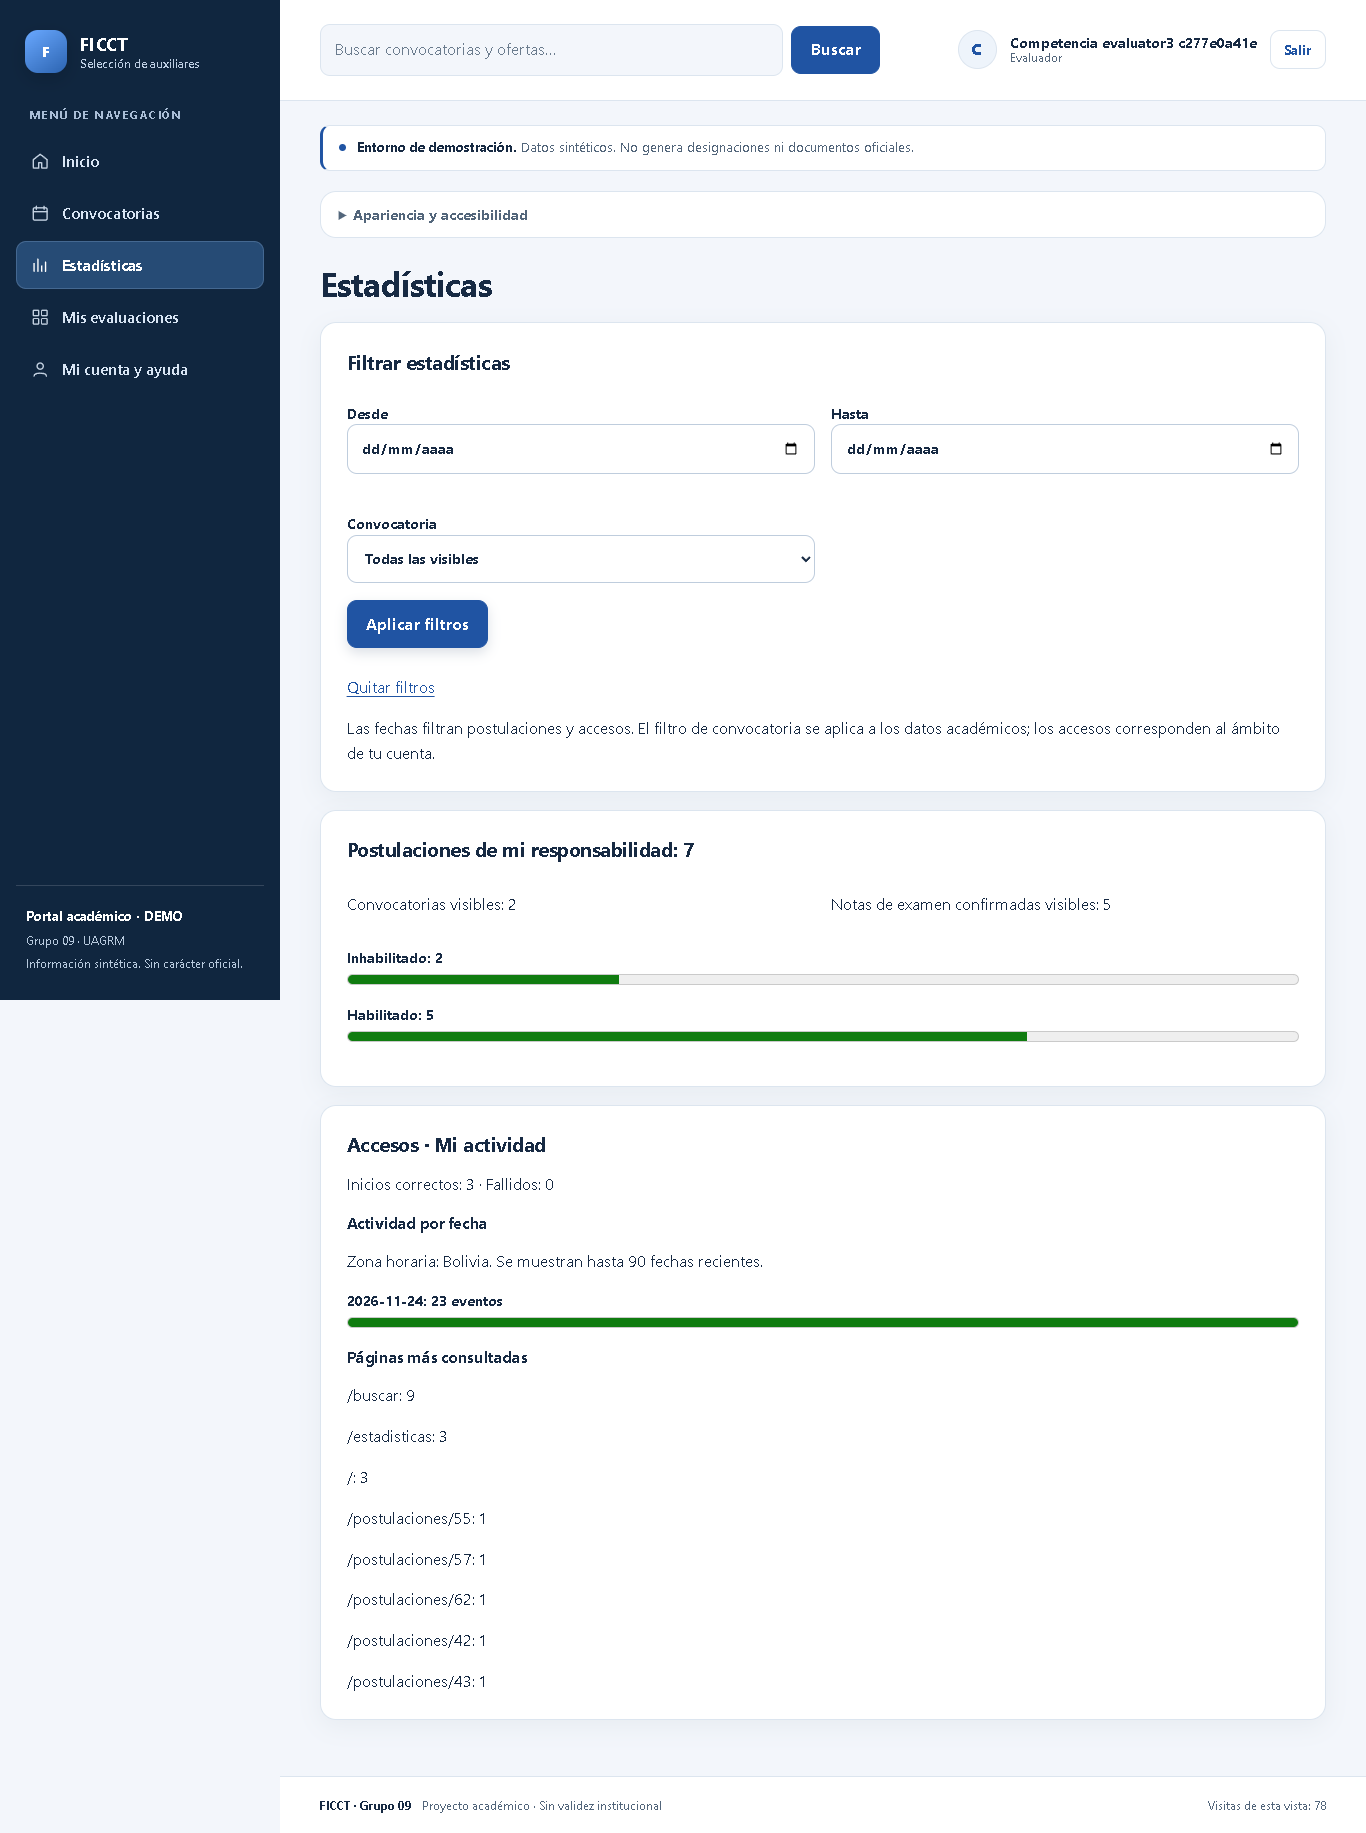 F
FICCT
Selección de auxiliares
MENÚ DE NAVEGACIÓN
Inicio
Convocatorias
Estadísticas
Mis evaluaciones
Mi cuenta y ayuda
Portal académico · DEMO
Grupo 09 · UAGRM
Información sintética. Sin carácter oficial.
Buscar convocatorias y ofertas...
Buscar
C
Competencia evaluator3 c277e0a41e
Evaluador
Salir
Entorno de demostración. Datos sintéticos. No genera designaciones ni documentos oficiales.
Apariencia y accesibilidad
Estadísticas
Filtrar estadísticas
Desde
Hasta
dd/mm/aaaa
dd/mm/aaaa
Convocatoria
Todas las visibles
Aplicar filtros
Quitar filtros
Las fechas filtran postulaciones y accesos. El filtro de convocatoria se aplica a los datos académicos; los accesos corresponden al ámbito
de tu cuenta.
Postulaciones de mi responsabilidad: 7
Convocatorias visibles: 2
Notas de examen confirmadas visibles: 5
Inhabilitado: 2
Habilitado: 5
Accesos · Mi actividad
Inicios correctos: 3 · Fallidos: 0
Actividad por fecha
Zona horaria: Bolivia. Se muestran hasta 90 fechas recientes.
2026-11-24: 23 eventos
Páginas más consultadas
/buscar: 9
/estadisticas: 3
/: 3
/postulaciones/55: 1
/postulaciones/57: 1
/postulaciones/62: 1
/postulaciones/42: 1
/postulaciones/43: 1
FICCT · Grupo 09 Proyecto académico · Sin validez institucional
Visitas de esta vista: 78